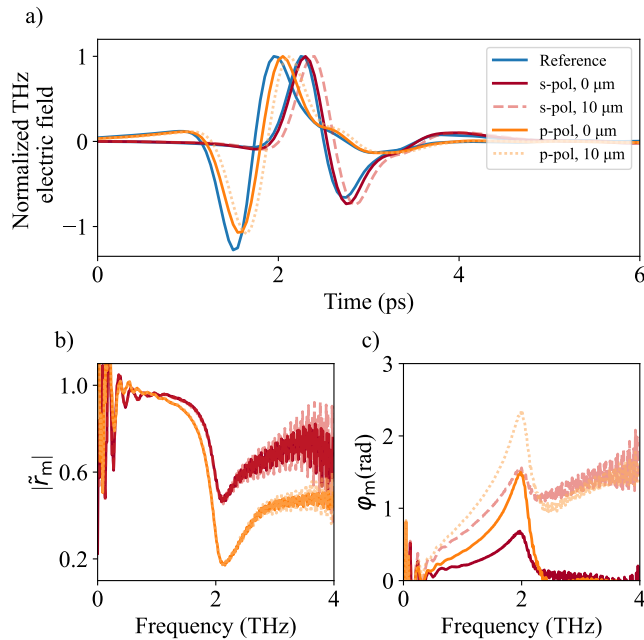 a)
Normalized THz
electric field
1
0
−1
0
2
4
6
Time (ps)
Reference
s-pol, 0 μm
s-pol, 10 μm
p-pol, 0 μm
p-pol, 10 μm
b)
|r̃m|
1.0
0.6
0.2
0
2
4
Frequency (THz)
c)
φm(rad)
3
2
1
0
0
2
4
Frequency (THz)